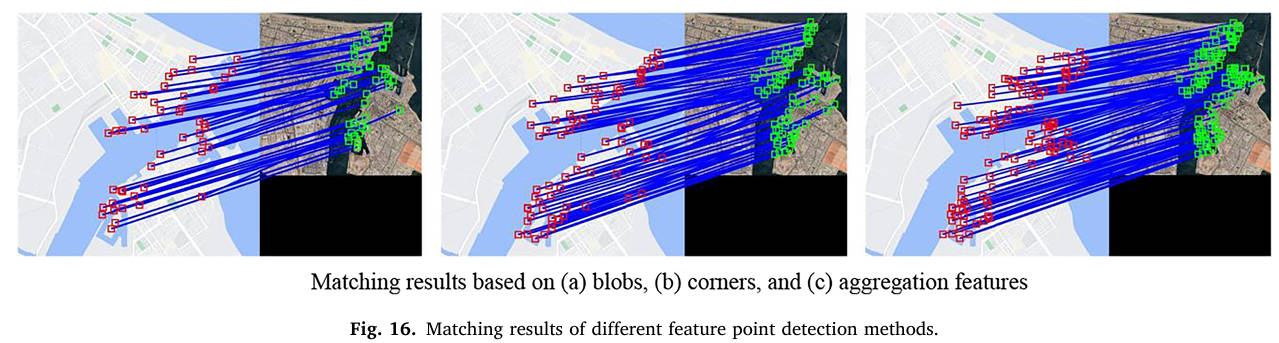 Matching results based on (a) blobs, (b) corners, and (c) aggregation features
Fig. 16. Matching results of different feature point detection methods.